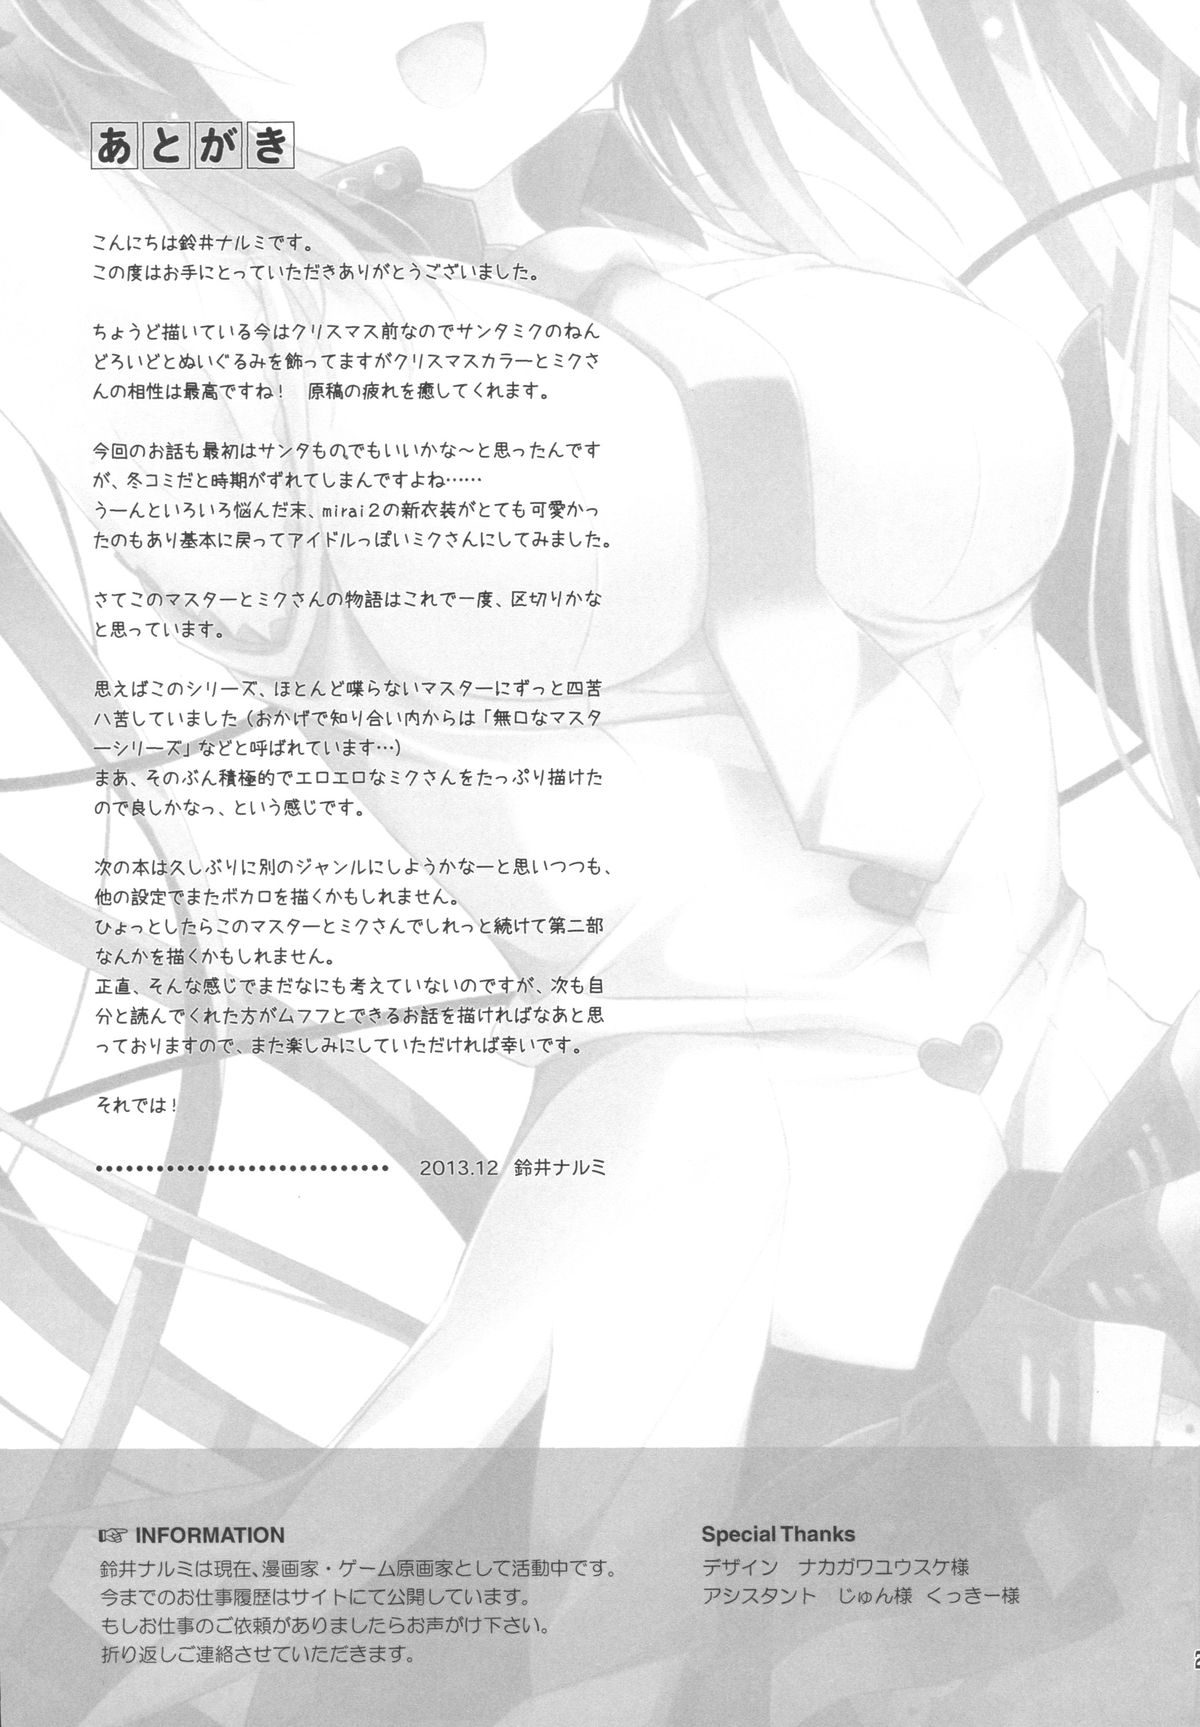 あとがき
こんにちは鈴井ナルミです。
この度はお手にとっていただきありがとうございました。
ちょうど描いている今はクリスマス前なのでサンタミクのねん
どろいどとぬいぐるみを飾ってますがクリスマスカラーとミクさ
んの相性は最高ですね!　原稿の疲れを癒してくれます。
今回のお話も最初はサンタもの。でもいいかな〜と思ったんです
が、冬コミだと時期がずれてしまんですよね……
うーんといろいろ悩んだ末、mirai２の新衣装がとても可愛かっ
たのもあり基本に戻ってアイドルっぽいミクさんにしてみました。
さてこのマスターとミクさんの物語はこれで一度、区切りかな
と思っています。
思えばこのシリーズ、ほとんど喋らないマスターにずっと四苦
八苦していました（おかげで知り合い内からは「無口なマスタ
ーシリーズ」などと呼ばれています…）
まあ、そのぶん積極的でエロエロなミクさんをたっぷり描けた
ので良しかなっ、という感じです。
次の本は久しぶりに別のジャンルにしようかなーと思いつつも、
他の設定でまたボカロを描くかもしれません。
ひょっとしたらこのマスターとミクさんでしれっと続けて第二部
なんかを描くかもしれません。
正直、そんな感じでまだなにも考えていないのですが、次も自
分と読んでくれた方がムフフとできるお話を描ければなあと思
っておりますので、また楽しみにしていただければ幸いです。
それでは!
2013.12　鈴井ナルミ
☞ INFORMATION
鈴井ナルミは現在、漫画家・ゲーム原画家として活動中です。
今までのお仕事履歴はサイトにて公開しています。
もしお仕事のご依頼がありましたらお声がけ下さい。
折り返しご連絡させていただきます。
Special Thanks
デザイン　ナカガワユウスケ様
アシスタント　じゅん様 くっきー様